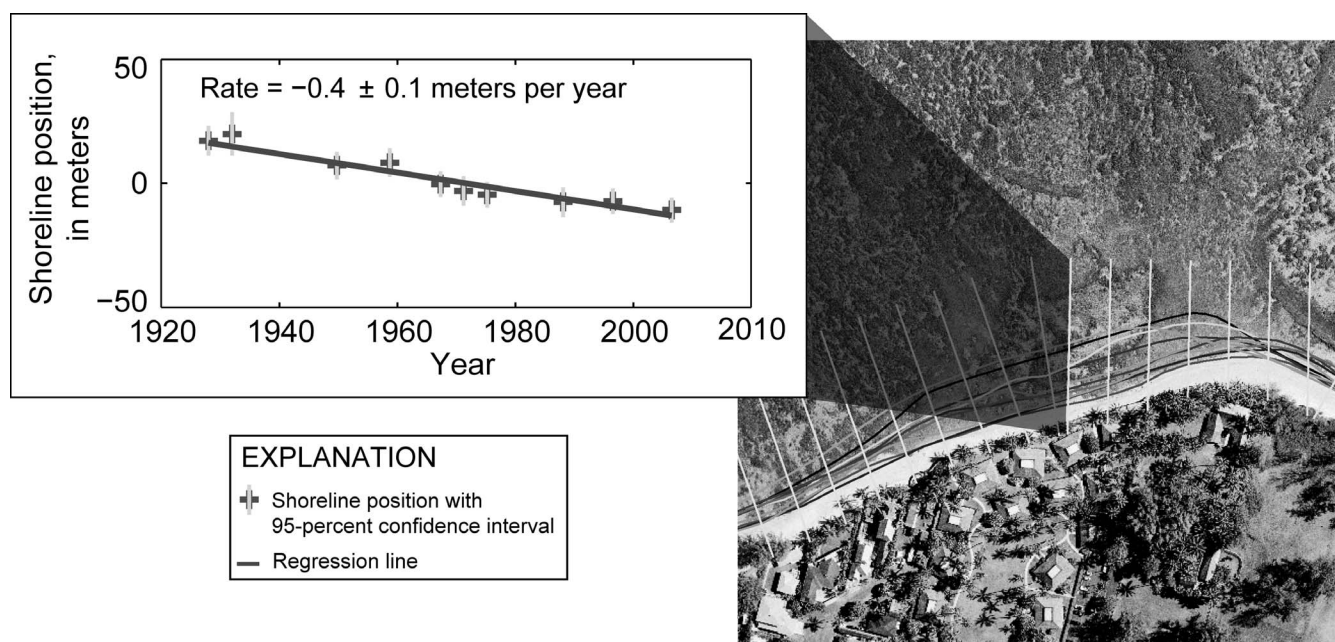 Shoreline position,
in meters
50
0
−50
Rate = −0.4 ± 0.1 meters per year
1920 1940 1960 1980 2000 2010
Year
EXPLANATION
Shoreline position with
95-percent confidence interval
Regression line